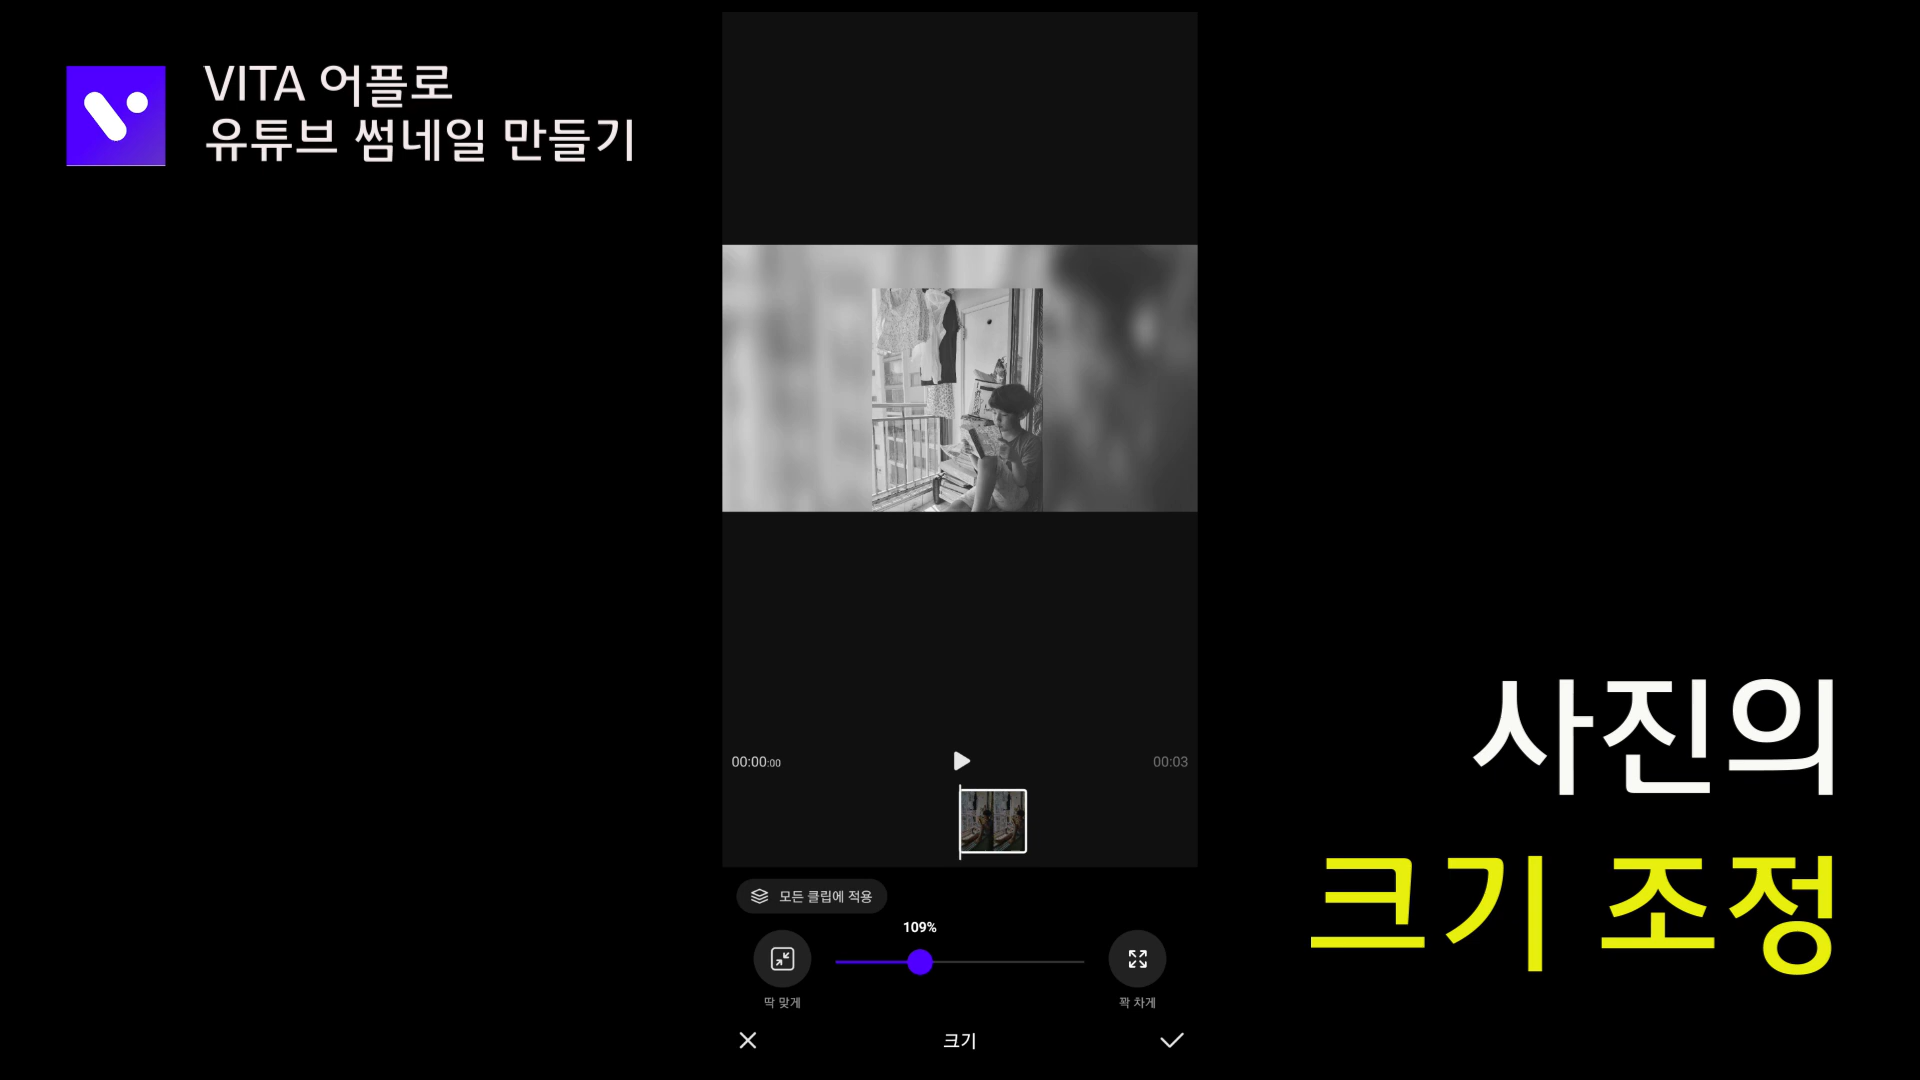 VITA 어플로
유튜브 썸네일 만들기
00:00:00
00:03
모든 클립에 적용
109%
딱 맞게
꽉 차게
크기
사진의
크기 조정